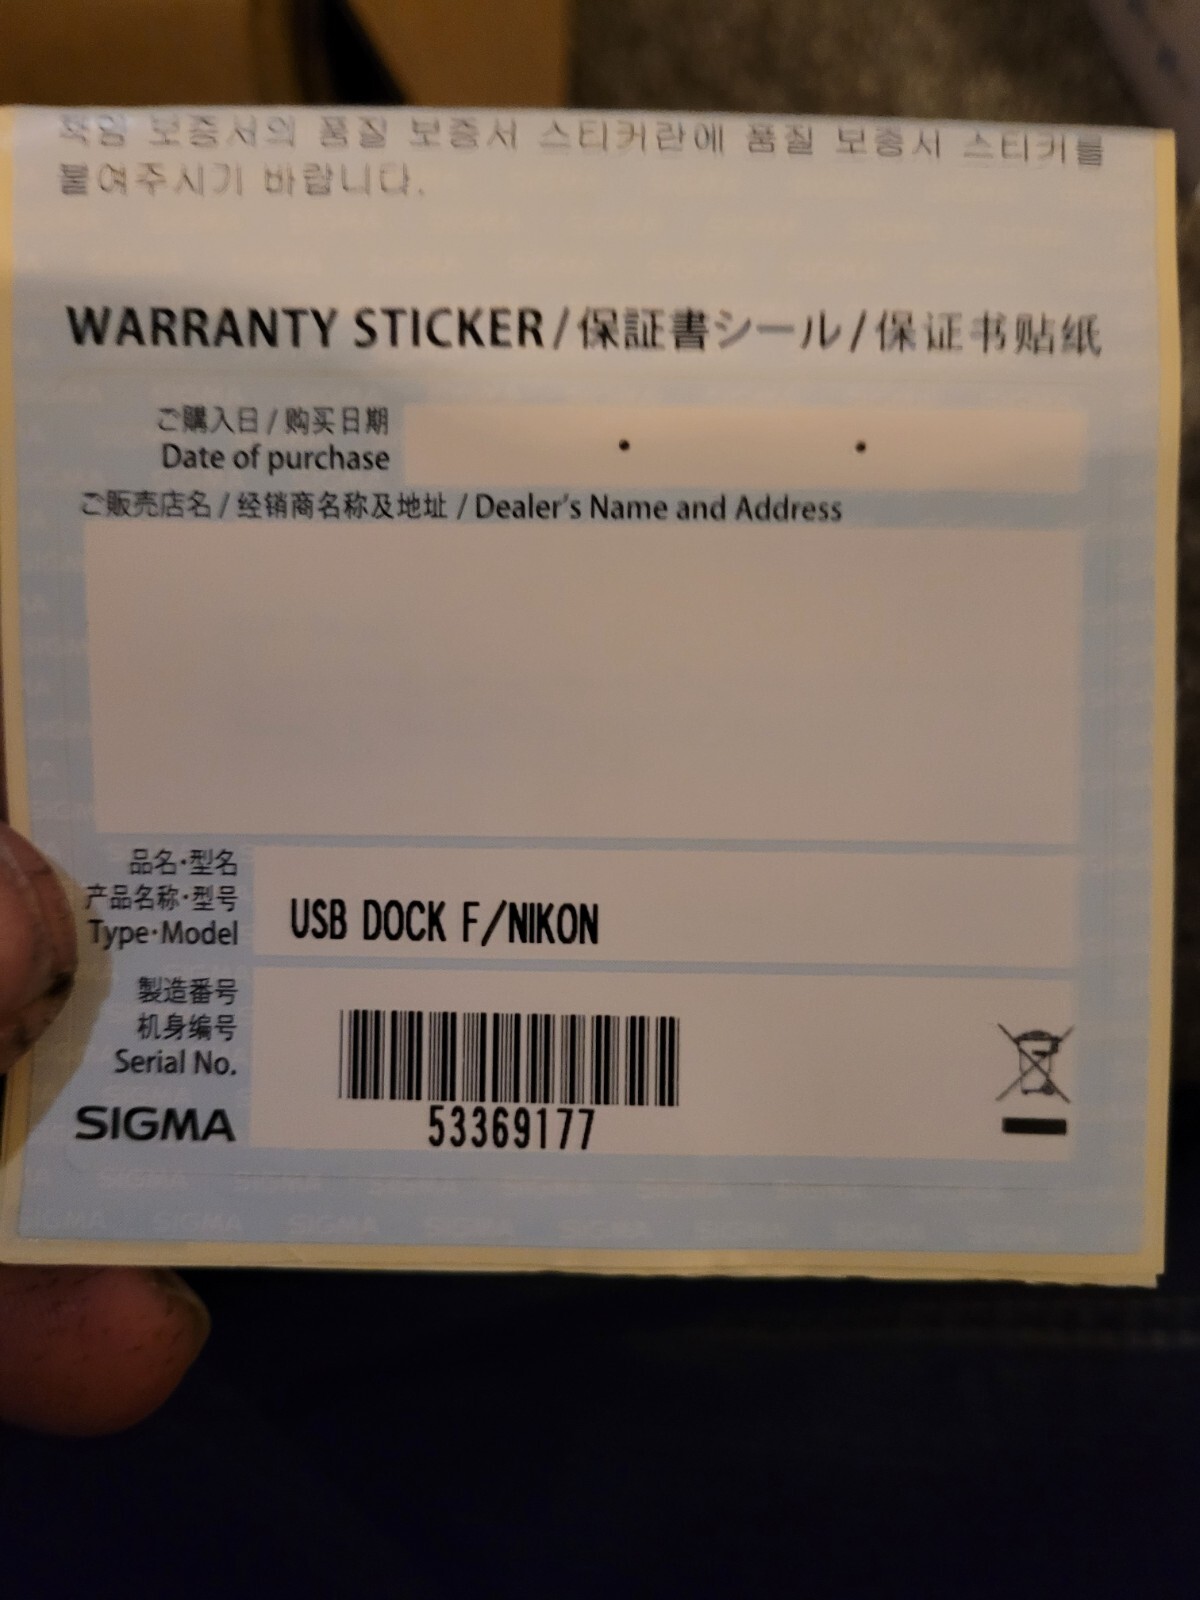 책임 보증서의 품질 보증서 스티커란에 품질 보증서 스티커를
붙여주시기 바랍니다.
WARRANTY STICKER/保証書シール/保证书贴纸
ご購入日/购买日期
Date of purchase
ご販売店名/经销商名称及地址/Dealer's Name and Address
品名·型名
产品名称·型号
Type·Model
USB DOCK F/NIKON
製造番号
机身编号
Serial No.
53369177
SIGMA